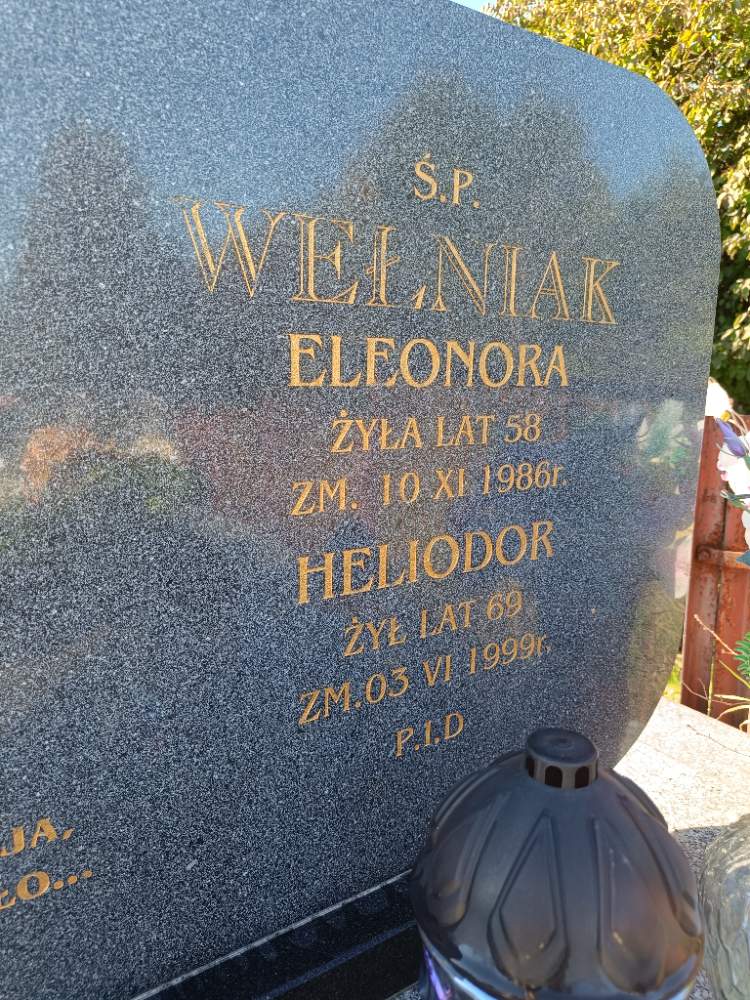 Ś.P.
WEŁNIAK
ELEONORA
ŻYŁA LAT 58
ZM. 10 XI 1986r.
HELIODOR
ŻYŁ LAT 69
ZM.03 VI 1999r.
P.I.D